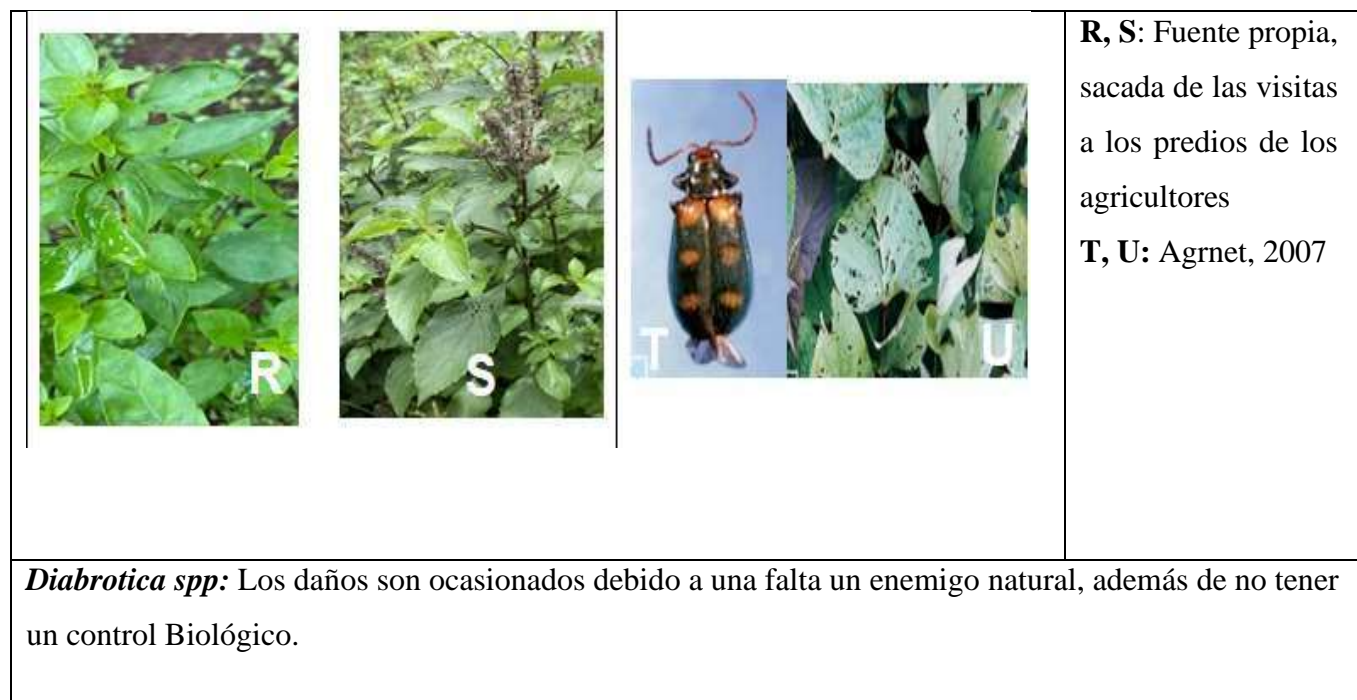 R
S
T
U
R, S: Fuente propia,
sacada de las visitas
a los predios de los
agricultores
T, U: Agrnet, 2007
Diabrotica spp: Los daños son ocasionados debido a una falta un enemigo natural, además de no tener
un control Biológico.